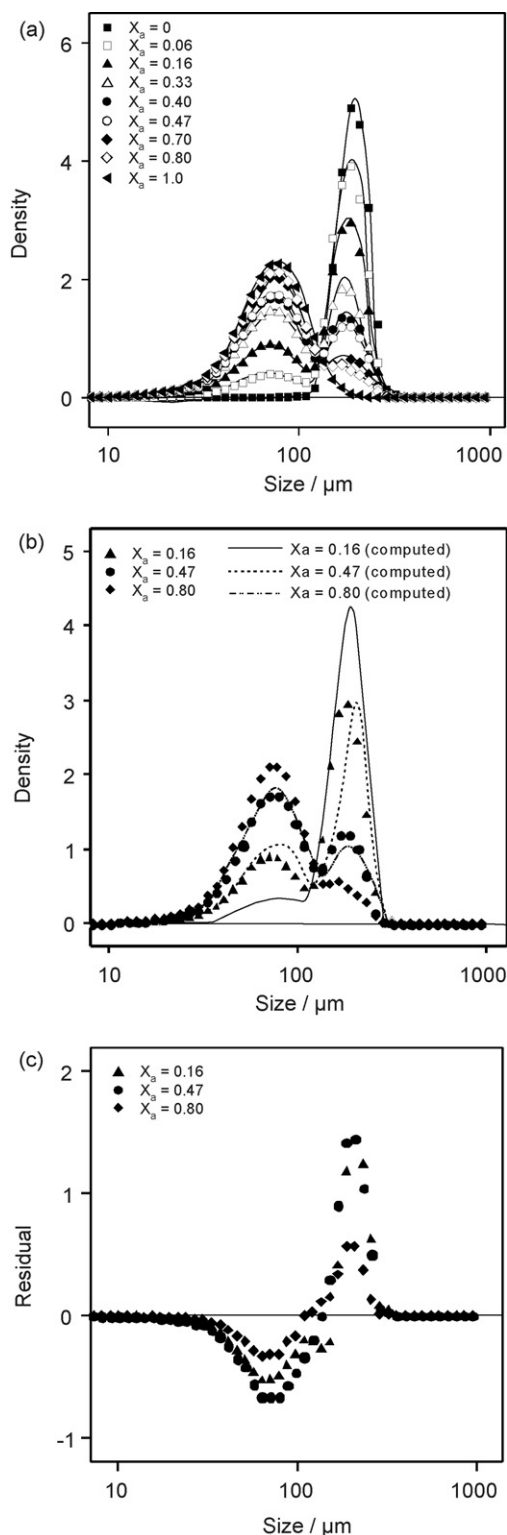 (a)
X_a = 0
X_a = 0.06
X_a = 0.16
X_a = 0.33
X_a = 0.40
X_a = 0.47
X_a = 0.70
X_a = 0.80
X_a = 1.0
6
4
2
0
Density
10 100 1000
Size / µm
(b)
X_a = 0.16
X_a = 0.47
X_a = 0.80
Xa = 0.16 (computed)
Xa = 0.47 (computed)
Xa = 0.80 (computed)
5
4
3
2
1
0
Density
10 100 1000
Size / µm
(c)
X_a = 0.16
X_a = 0.47
X_a = 0.80
2
1
0
-1
Residual
10 100 1000
Size / µm